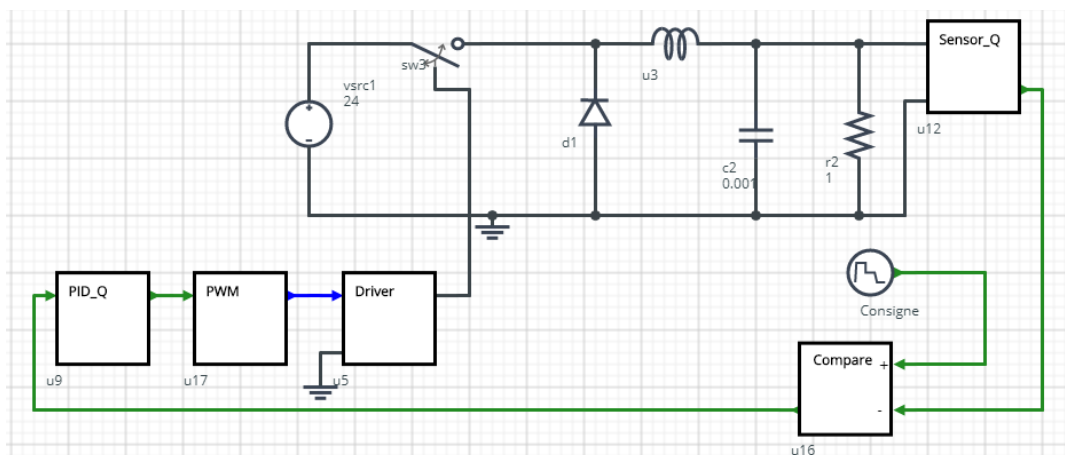 Sensor_Q
sw3
vsrc1
24
u3
d1
u12
c2
0.001
r2
1
PID_Q
PWM
Driver
Consigne
u9
u17
u5
Compare
+
-
u16